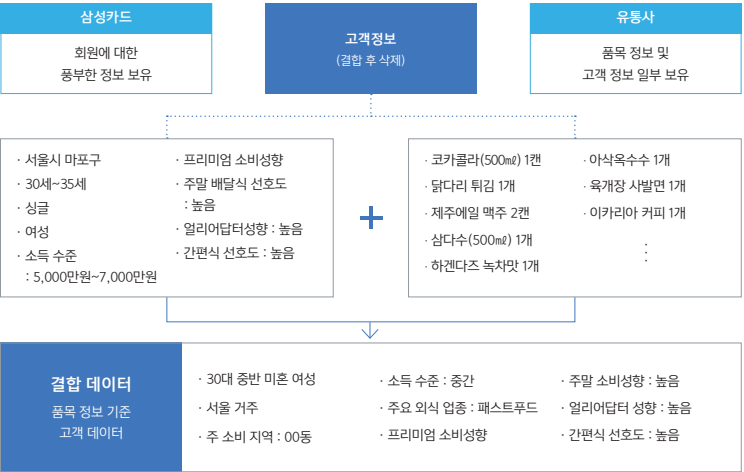 삼성카드
회원에 대한
풍부한 정보 보유
고객정보
(결합 후 삭제)
유통사
품목 정보 및
고객 정보 일부 보유
· 서울시 마포구
· 30세~35세
· 싱글
· 여성
· 소득 수준
: 5,000만원~7,000만원
· 프리미엄 소비성향
· 주말 배달식 선호도
: 높음
· 얼리어답터성향 : 높음
· 간편식 선호도 : 높음
+
· 코카콜라(500㎖) 1캔
· 닭다리 튀김 1개
· 제주에일 맥주 2캔
· 삼다수(500㎖) 1개
· 하겐다즈 녹차맛 1개
· 아삭옥수수 1개
· 육개장 사발면 1개
· 이카리아 커피 1개
⋮
결합 데이터
품목 정보 기준
고객 데이터
· 30대 중반 미혼 여성
· 서울 거주
· 주 소비 지역 : 00동
· 소득 수준 : 중간
· 주요 외식 업종 : 패스트푸드
· 프리미엄 소비성향
· 주말 소비성향 : 높음
· 얼리어답터 성향 : 높음
· 간편식 선호도 : 높음